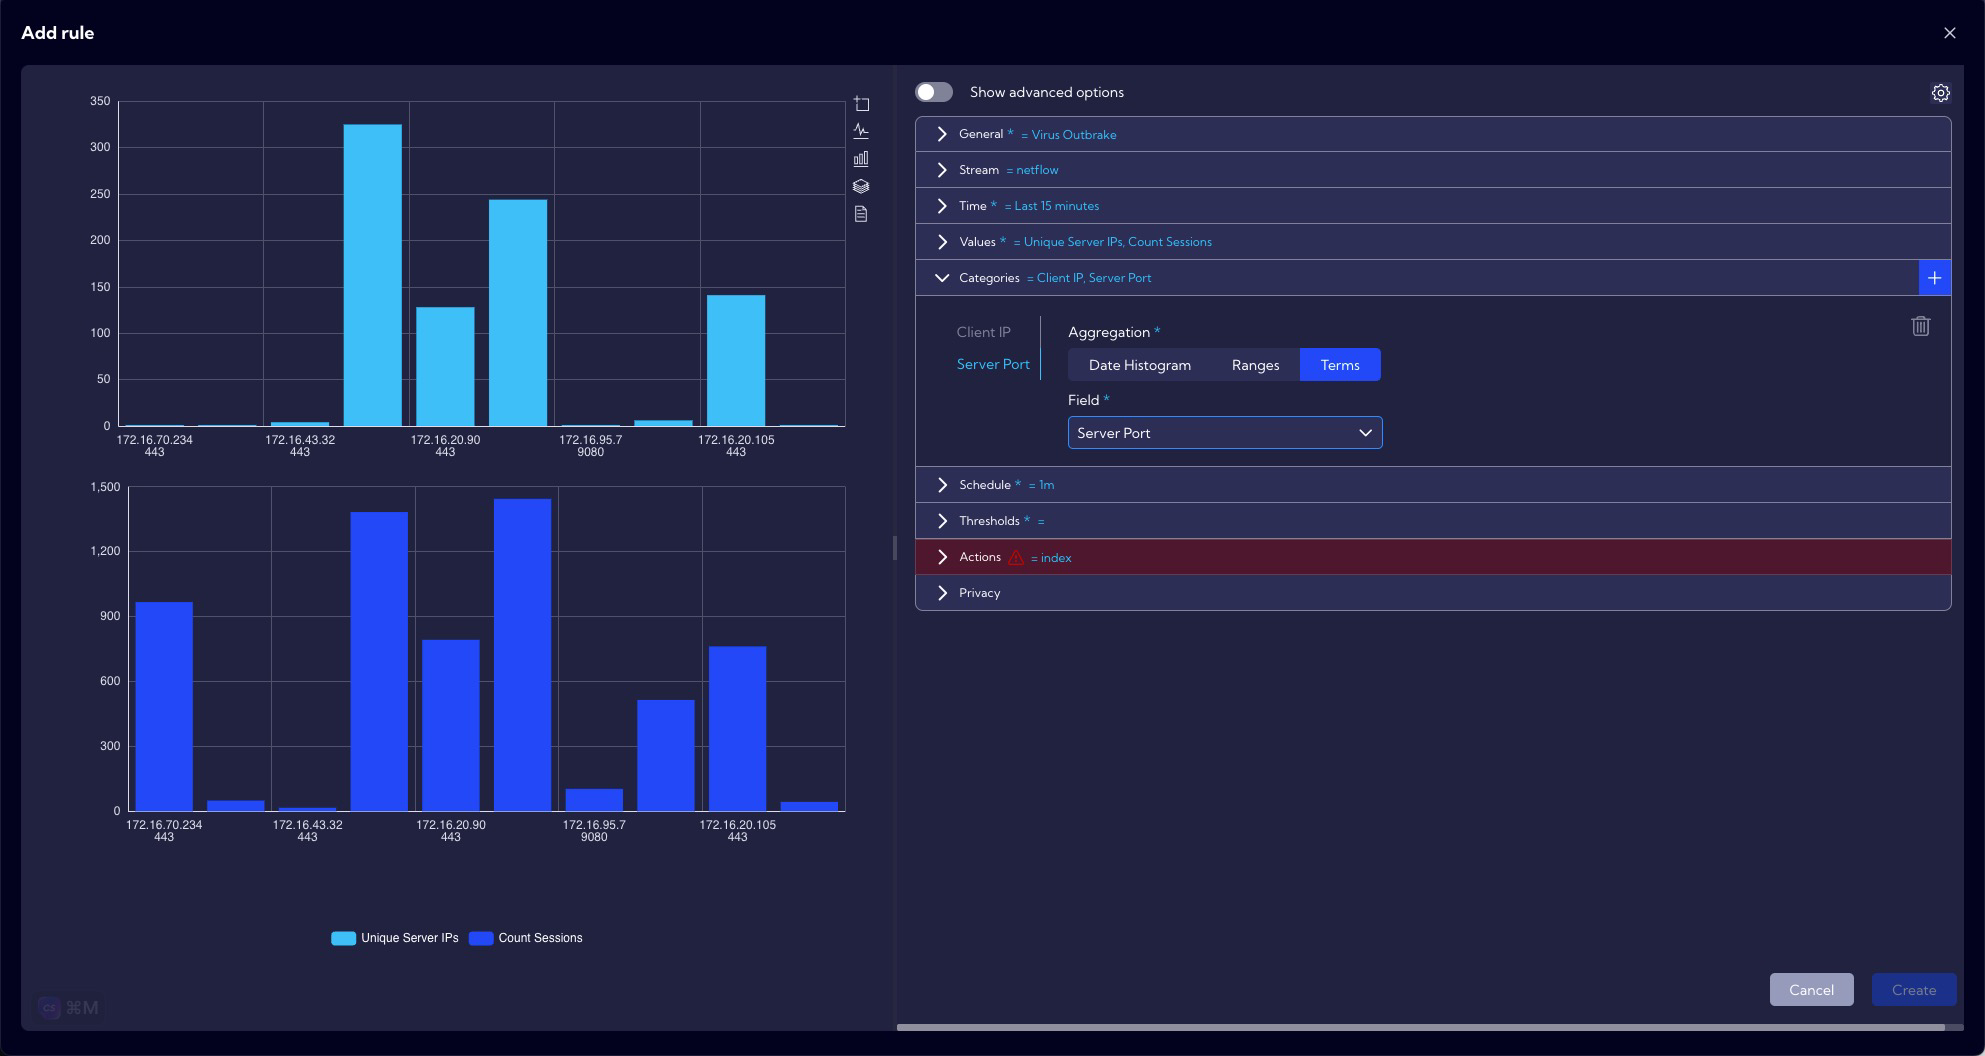 Add rule
350
300
250
200
150
100
50
0
172.16.70.234 172.16.43.32 172.16.20.90 172.16.95.7 172.16.20.105
443 443 443 9080 443
1,500
1,200
900
600
300
0
172.16.70.234 172.16.43.32 172.16.20.90 172.16.95.7 172.16.20.105
443 443 443 9080 443
Unique Server IPs Count Sessions
CS ⌘M
Show advanced options
General * = Virus Outbrake
Stream = netflow
Time * = Last 15 minutes
Values * = Unique Server IPs, Count Sessions
Categories = Client IP, Server Port
Client IP
Server Port
Aggregation *
Date Histogram Ranges Terms
Field *
Server Port
Schedule * = 1m
Thresholds * =
Actions = index
Privacy
Cancel Create